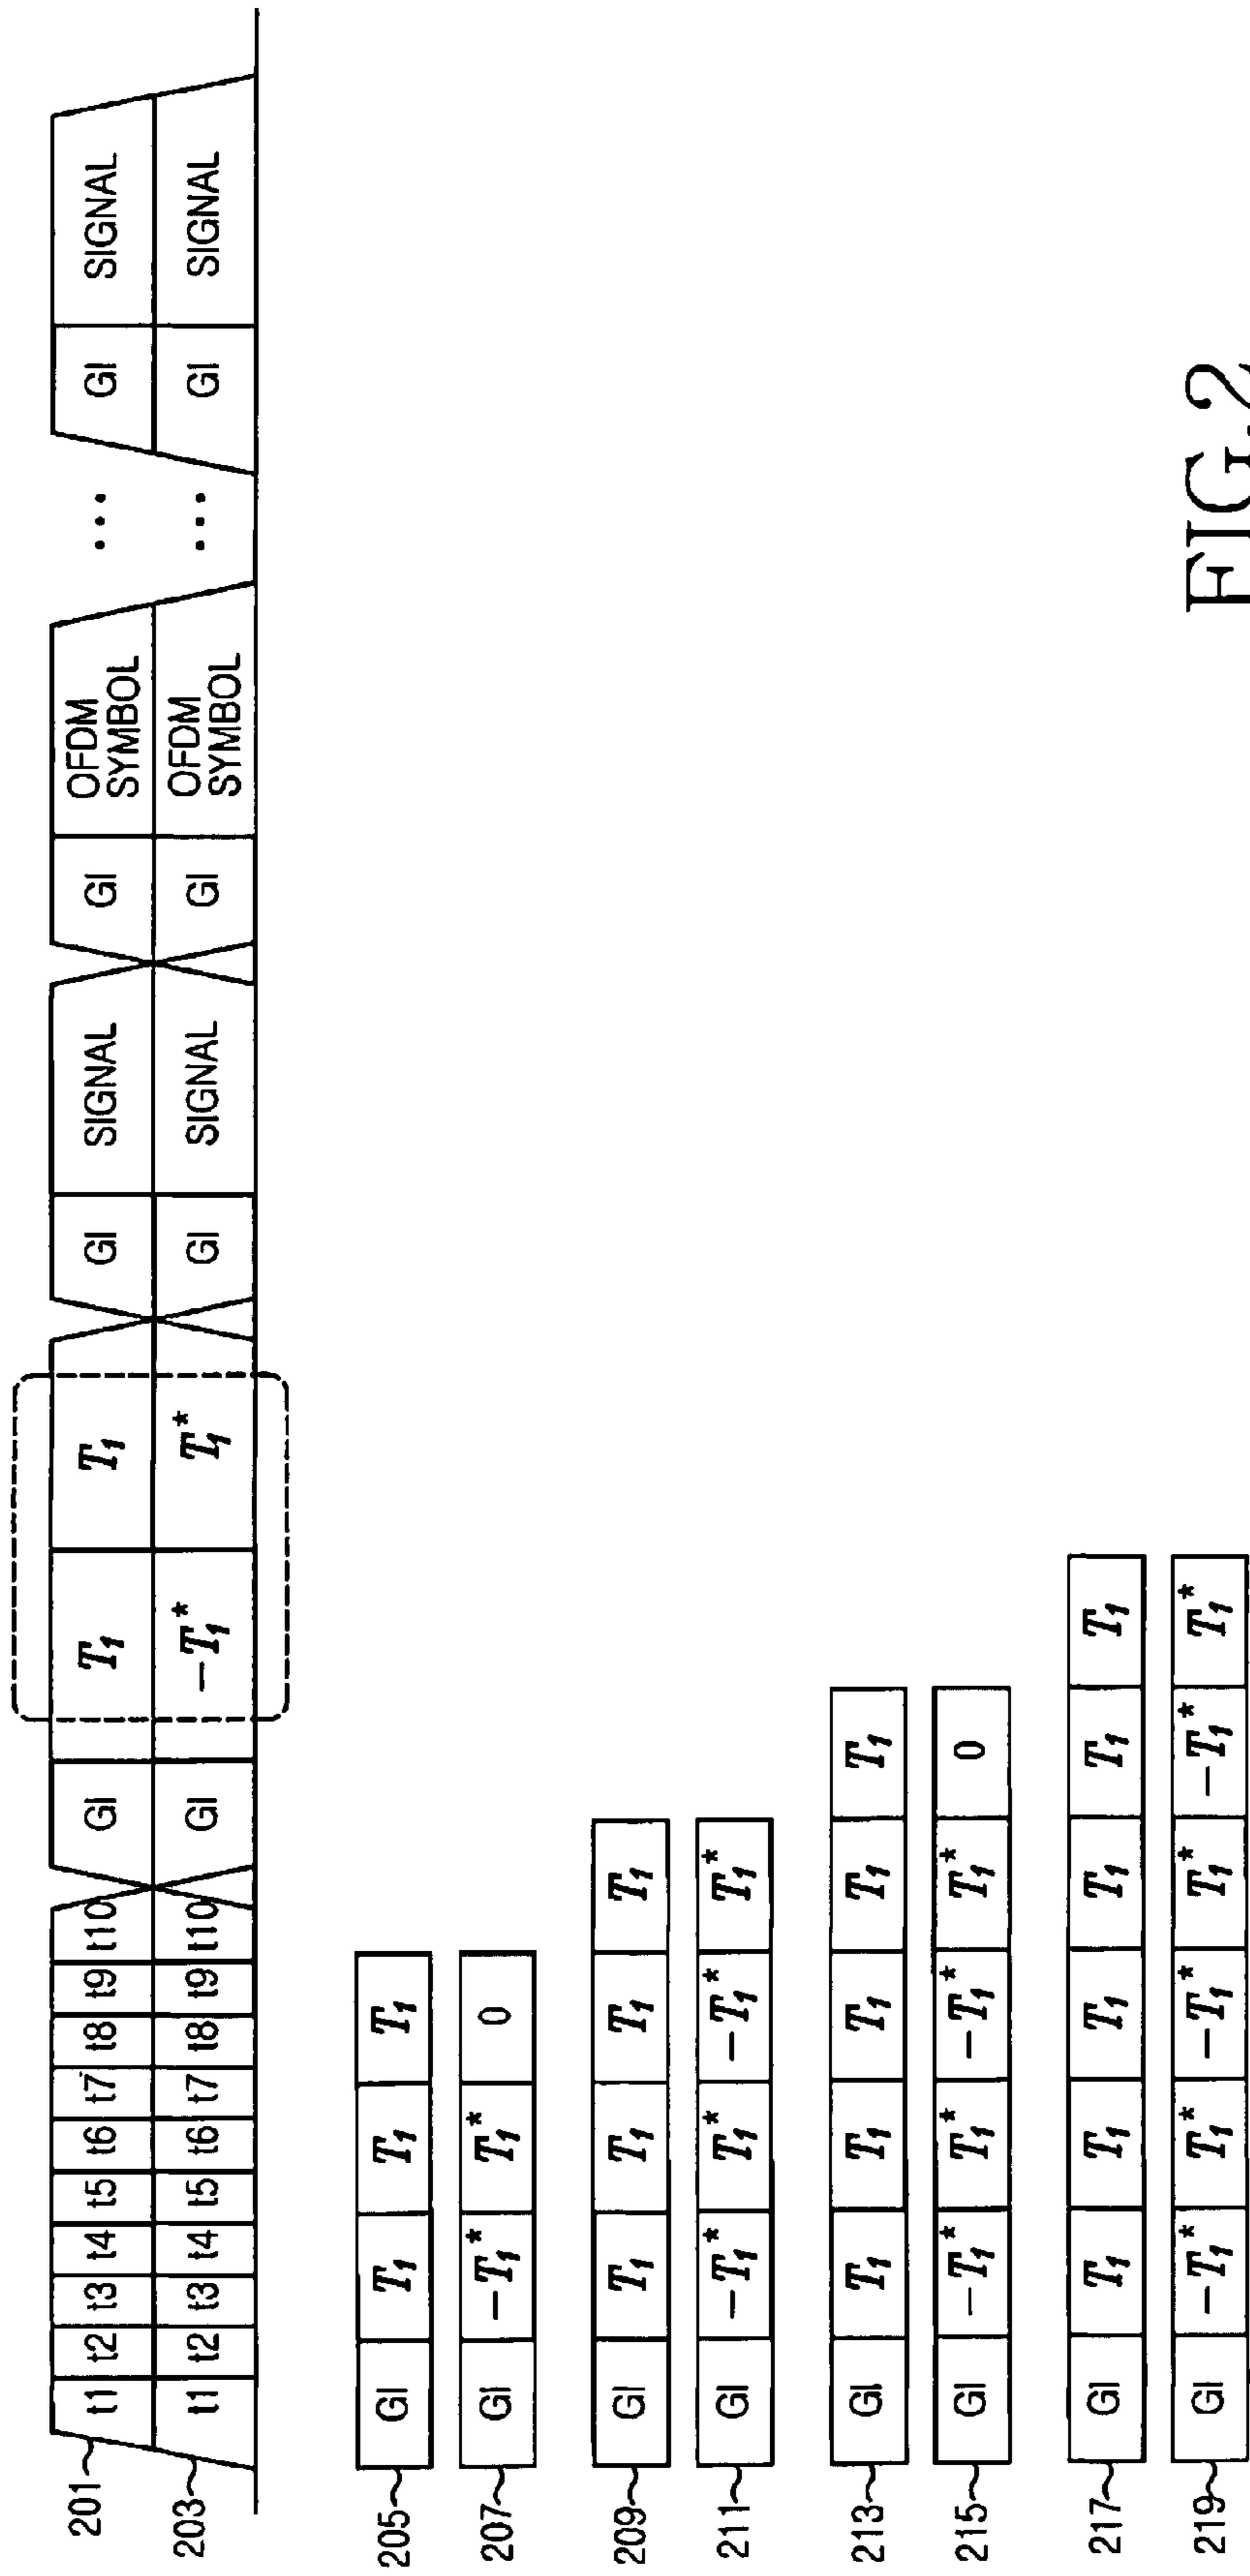 201 t1 t2 t3 t4 t5 t6 t7 t8 t9 t10 GI T₁ T₁ GI SIGNAL GI OFDM SYMBOL ... GI SIGNAL
203 t1 t2 t3 t4 t5 t6 t7 t8 t9 t10 GI −T₁* T₁* GI SIGNAL GI OFDM SYMBOL ... GI SIGNAL
205 GI T₁ T₁ T₁
207 GI −T₁* T₁* 0
209 GI T₁ T₁ T₁ T₁
211 GI −T₁* T₁* −T₁* T₁*
213 GI T₁ T₁ T₁ T₁ T₁
215 GI −T₁* T₁* −T₁* T₁* 0
217 GI T₁ T₁ T₁ T₁ T₁ T₁
219 GI −T₁* T₁* −T₁* T₁* −T₁* T₁*
FIG.2